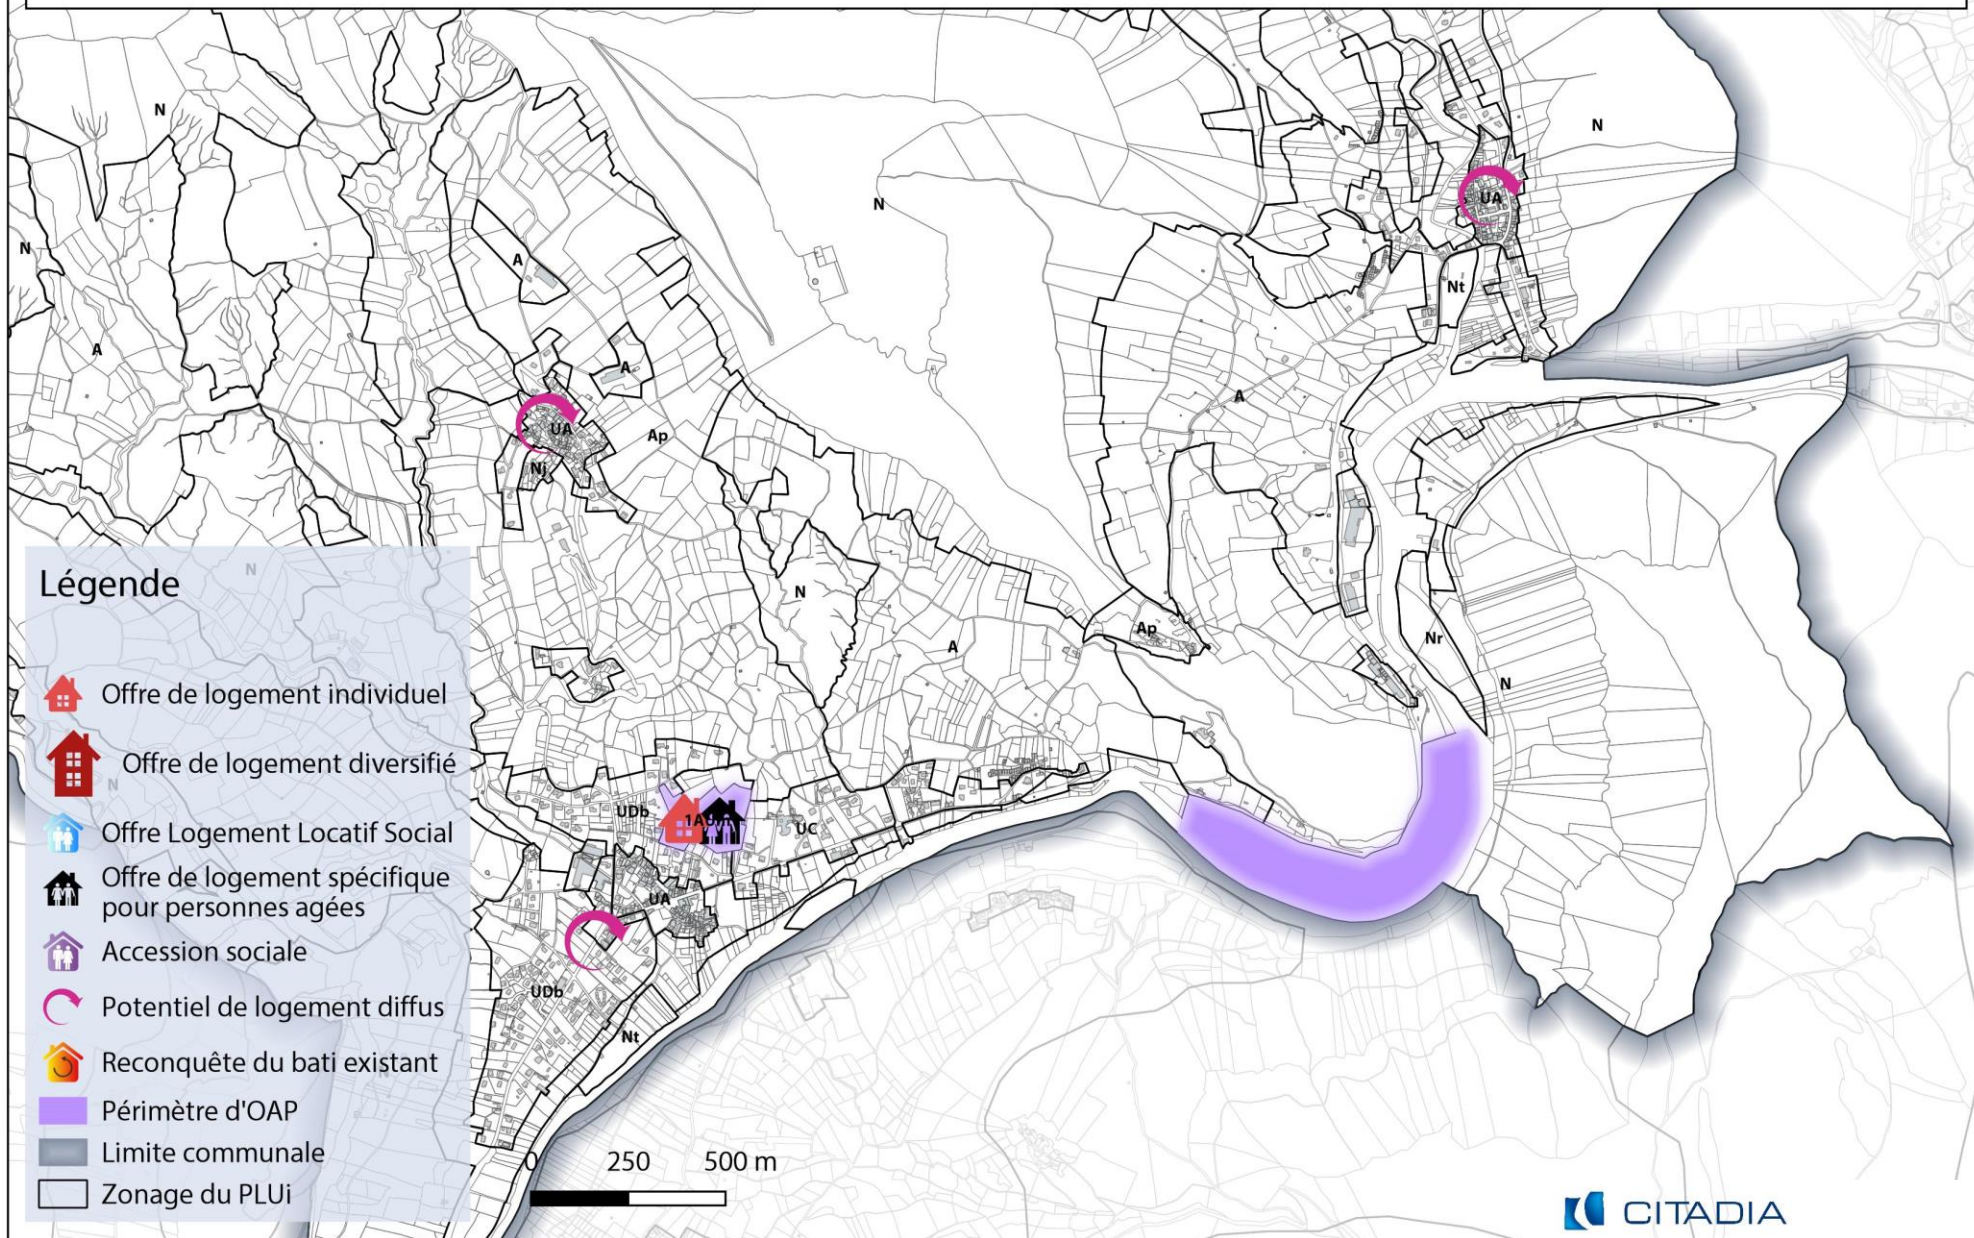 N
N
N
UA
N
A
Nt
A
A
A
UA
Ap
Nj
Légende
N
N
Ap
A
Nr
N
Offre de logement individuel
Offre de logement diversifié
N
UDb
UC
Offre Logement Locatif Social
Offre de logement spécifique
pour personnes agées
UA
Accession sociale
UDb
Potentiel de logement diffus
Nt
Reconquête du bati existant
Périmètre d'OAP
Limite communale
0 250 500 m
Zonage du PLUi
CITADIA